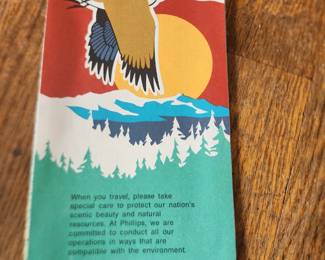 When you travel, please take
special care to protect our nation's
scenic beauty and natural
resources. At Phillips, we are
committed to conduct all our
operations in ways that are
compatible with the environment.